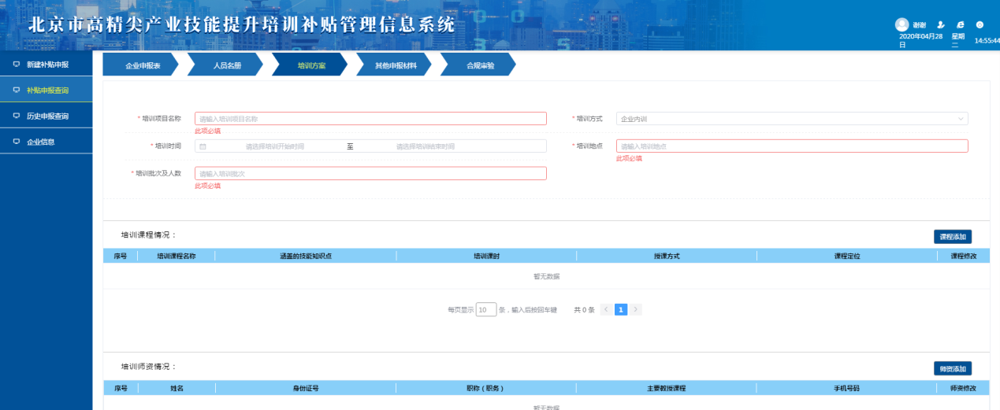 北京市高精尖产业技能提升培训补贴管理信息系统
谢谢
2020年04月28日 星期二 14:55:44
新建补贴申报
补贴申报查询
历史申报查询
企业信息
企业申报表 人员名册 培训方案 其他申报材料 合规审验
* 培训项目名称 请输入培训项目名称 * 培训方式 企业内训
此项必填
* 培训时间 请选择培训开始时间 至 请选择培训结束时间 * 培训地点 请输入培训地点
此项必填
* 培训批次及人数 请输入培训批次
此项必填
培训课程情况： 课程添加
序号 培训课程名称 涵盖的技能知识点 培训课时 授课方式 课程定位 课程修改
暂无数据
每页显示 10 条，输入后按回车键 共 0 条 < 1 >
培训师资情况： 师资添加
序号 姓名 身份证号 职称（职务） 主要教授课程 手机号码 师资修改
暂无数据